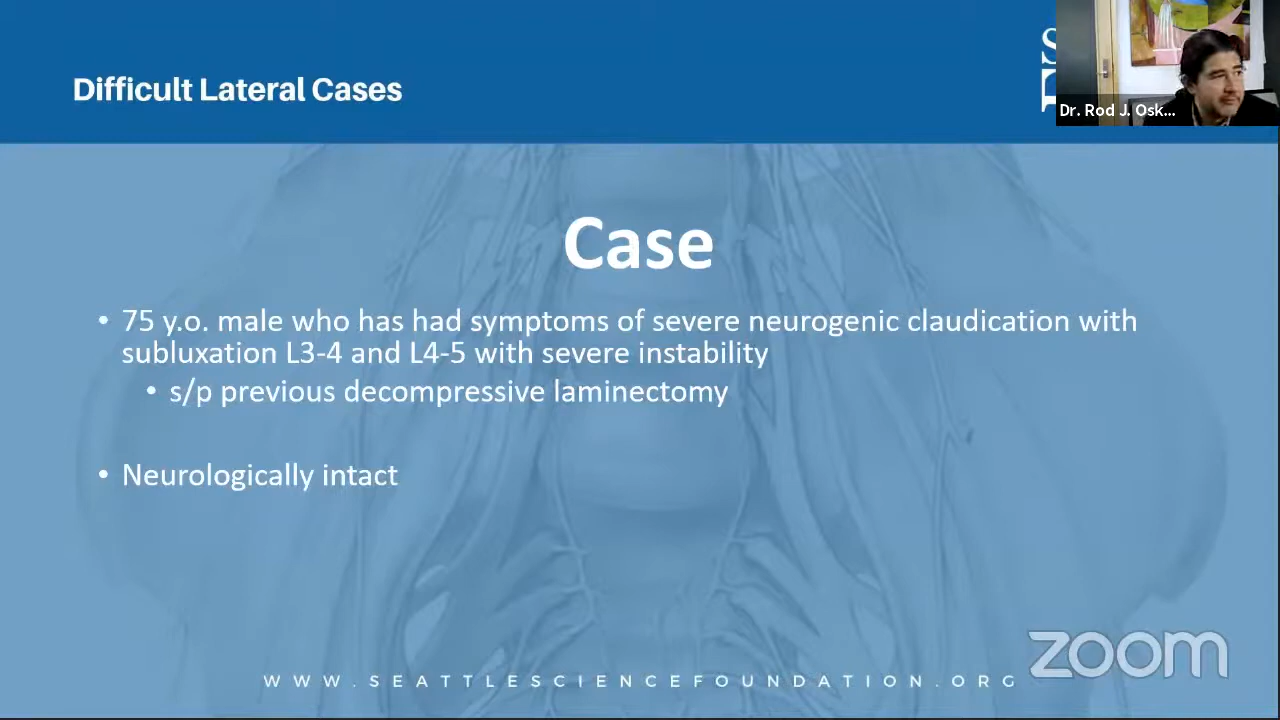 Difficult Lateral Cases
Dr. Rod J. Osk...
Case
• 75 y.o. male who has had symptoms of severe neurogenic claudication with
subluxation L3-4 and L4-5 with severe instability
• s/p previous decompressive laminectomy
• Neurologically intact
zoom
WWW.SEATTLESCIENCEFOUNDATION.ORG